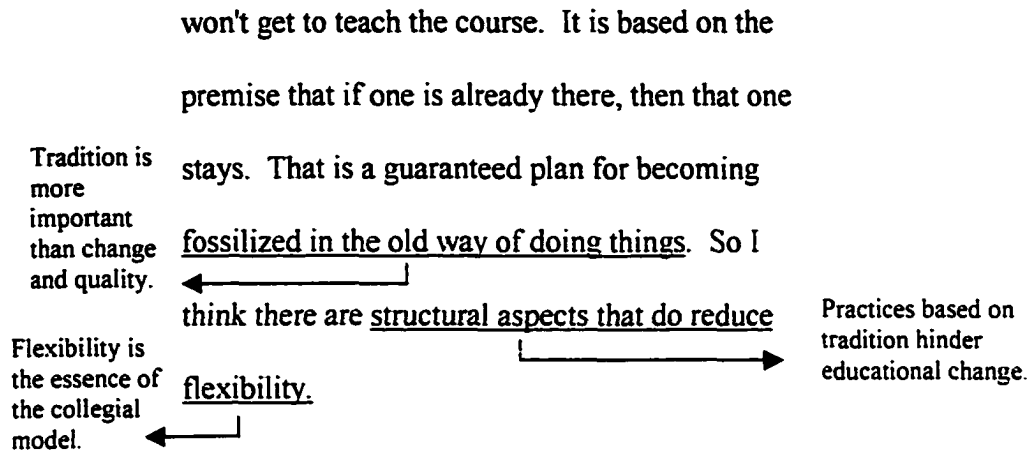 won't get to teach the course. It is based on the
premise that if one is already there, then that one
Tradition is
more
important
than change
and quality.
stays. That is a guaranteed plan for becoming
fossilized in the old way of doing things. So I
think there are structural aspects that do reduce
Practices based on
tradition hinder
educational change.
Flexibility is
the essence of
the collegial
model.
flexibility.